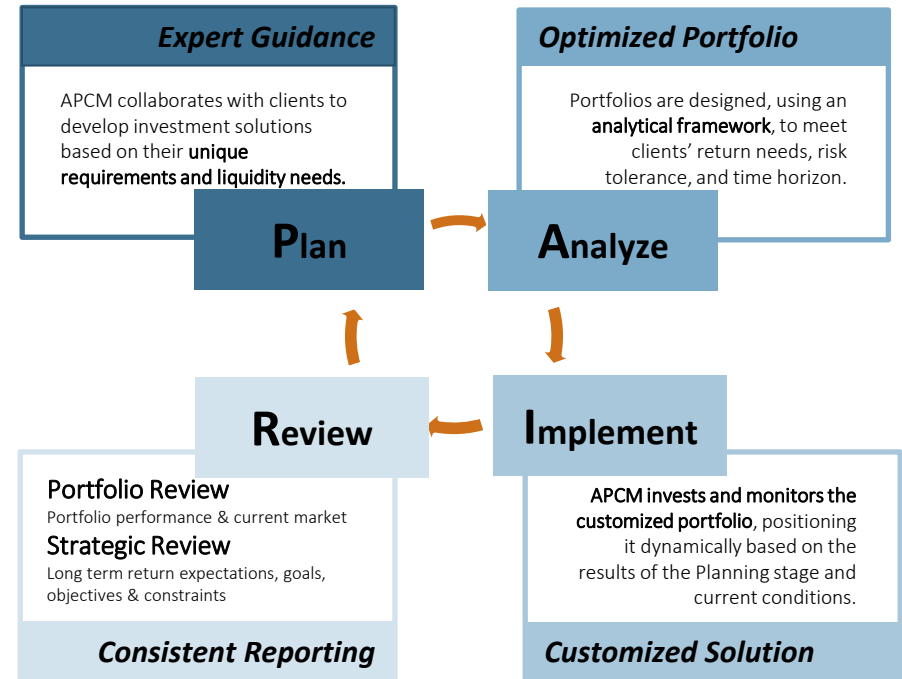 Expert Guidance
APCM collaborates with clients to
develop investment solutions
based on their unique
requirements and liquidity needs.
Plan
Optimized Portfolio
Portfolios are designed, using an
analytical framework, to meet
clients’ return needs, risk
tolerance, and time horizon.
Analyze
Review
Portfolio Review
Portfolio performance & current market
Strategic Review
Long term return expectations, goals,
objectives & constraints
Consistent Reporting
Implement
APCM invests and monitors the
customized portfolio, positioning
it dynamically based on the
results of the Planning stage and
current conditions.
Customized Solution